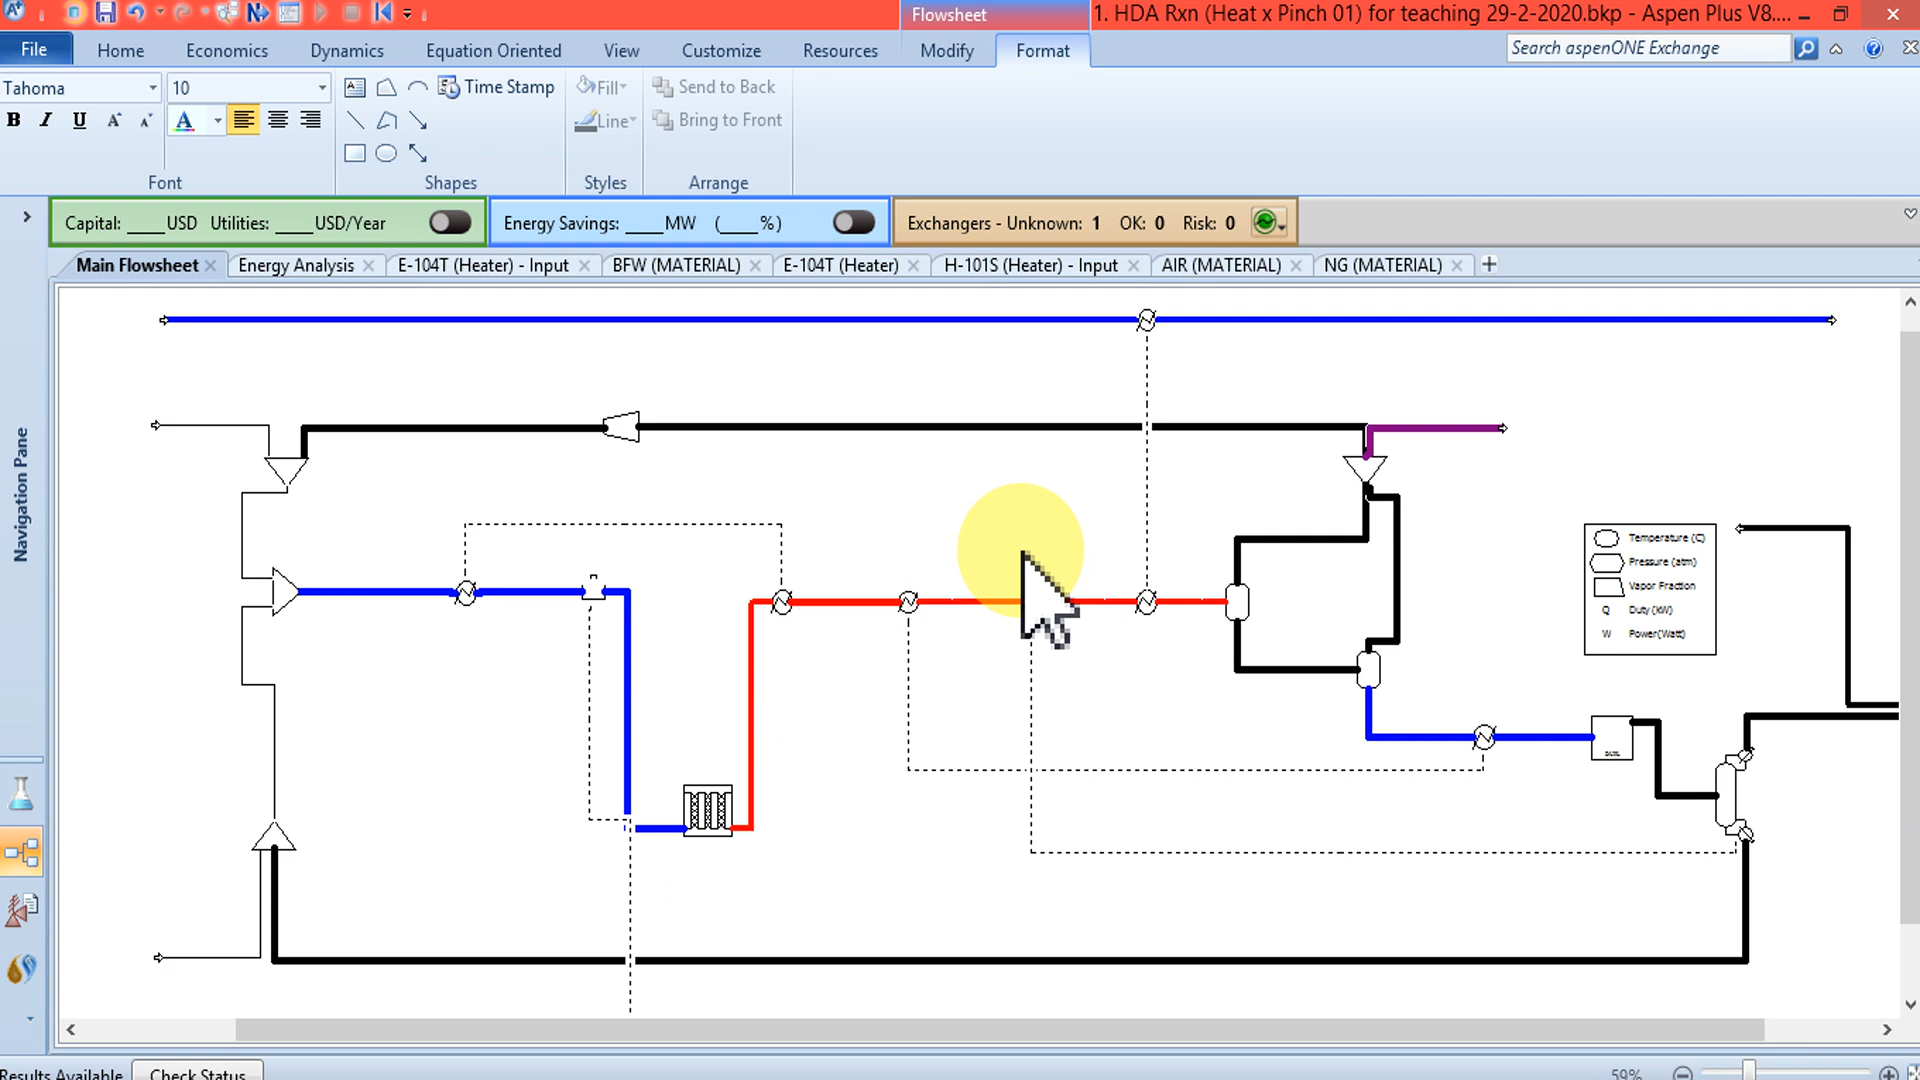 Flowsheet
1. HDA Rxn (Heat x Pinch 01) for teaching 29-2-2020.bkp - Aspen Plus V8....
File Home Economics Dynamics Equation Oriented View Customize Resources Modify Format Search aspenONE Exchange
Tahoma 10 Time Stamp Fill Send to Back
B I U A A A Line Bring to Front
Font Shapes Styles Arrange
Capital: ____USD Utilities: ____USD/Year Energy Savings: ____MW (____%) Exchangers - Unknown: 1 OK: 0 Risk: 0
Main Flowsheet Energy Analysis E-104T (Heater) - Input BFW (MATERIAL) E-104T (Heater) H-101S (Heater) - Input AIR (MATERIAL) NG (MATERIAL)
Navigation Pane
Temperature (C)
Pressure (atm)
Vapor Fraction
Q Duty (kW)
W Power(Watt)
Results Available Check Status 59%